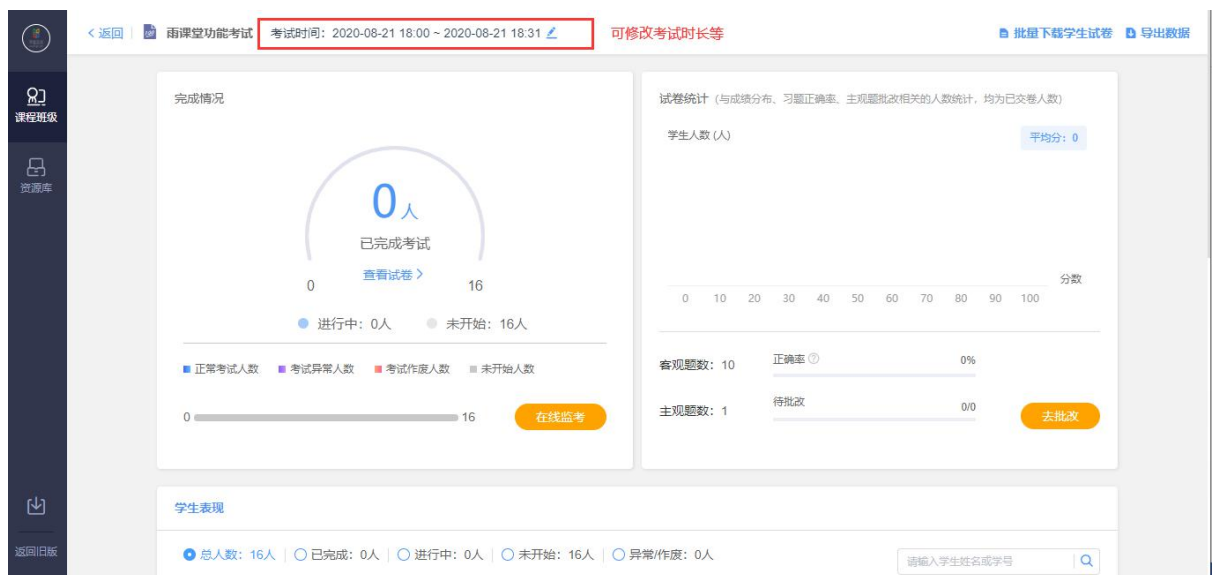 <返回 雨课堂功能考试 考试时间：2020-08-21 18:00 ~ 2020-08-21 18:31 可修改考试时长等 批量下载学生试卷 导出数据
课程班级
资源库
返回旧版
完成情况
0人
已完成考试
查看试卷>
0 16
进行中：0人 未开始：16人
正常考试人数 考试异常人数 考试作废人数 未开始人数
0 16 在线监考
试卷统计 (与成绩分布、习题正确率、主观题批改相关的人数统计，均为已交卷人数)
学生人数 (人) 平均分：0
分数
0 10 20 30 40 50 60 70 80 90 100
客观题数：10 正确率 ? 0%
主观题数：1 待批改 0/0 去批改
学生表现
总人数：16人 已完成：0人 进行中：0人 未开始：16人 异常/作废：0人 请输入学生姓名或学号